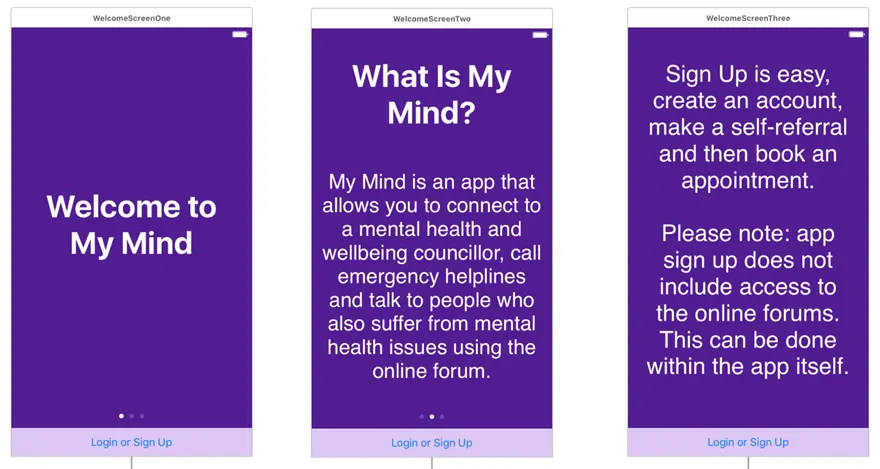 WelcomeScreenOne
Welcome to
My Mind
Login or Sign Up
WelcomeScreenTwo
What Is My
Mind?
My Mind is an app that
allows you to connect to
a mental health and
wellbeing councillor, call
emergency helplines
and talk to people who
also suffer from mental
health issues using the
online forum.
Login or Sign Up
WelcomeScreenThree
Sign Up is easy,
create an account,
make a self-referral
and then book an
appointment.
Please note: app
sign up does not
include access to
the online forums.
This can be done
within the app itself.
Login or Sign Up